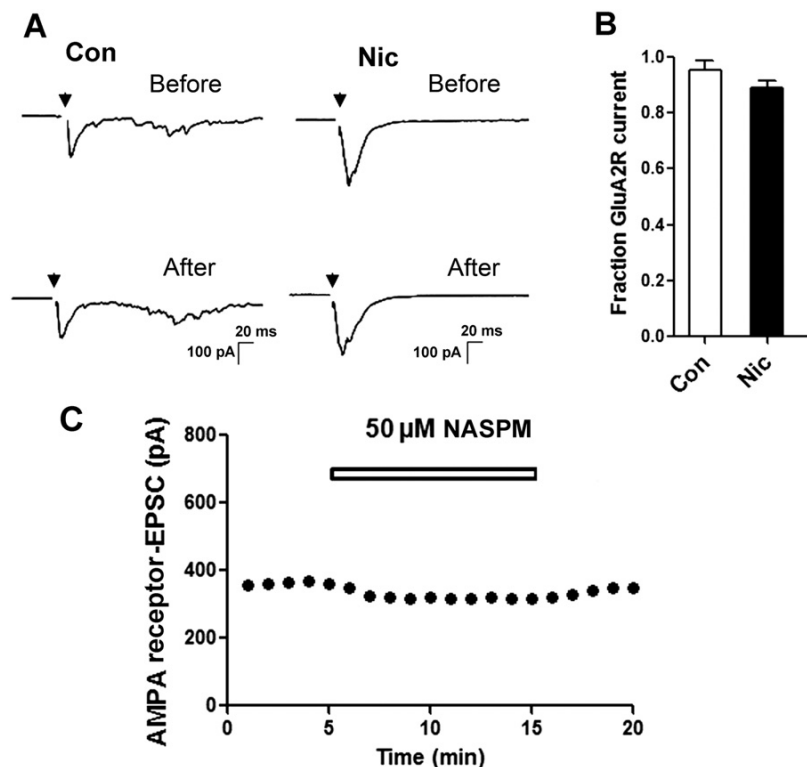 A
Con
Nic
Before
Before
After
After
20 ms
100 pA
20 ms
100 pA
B
Fraction GluA2R current
1.0
0.8
0.6
0.4
0.2
0.0
Con
Nic
C
50 µM NASPM
AMPA receptor-EPSC (pA)
800
600
400
200
0
0
5
10
15
20
Time (min)